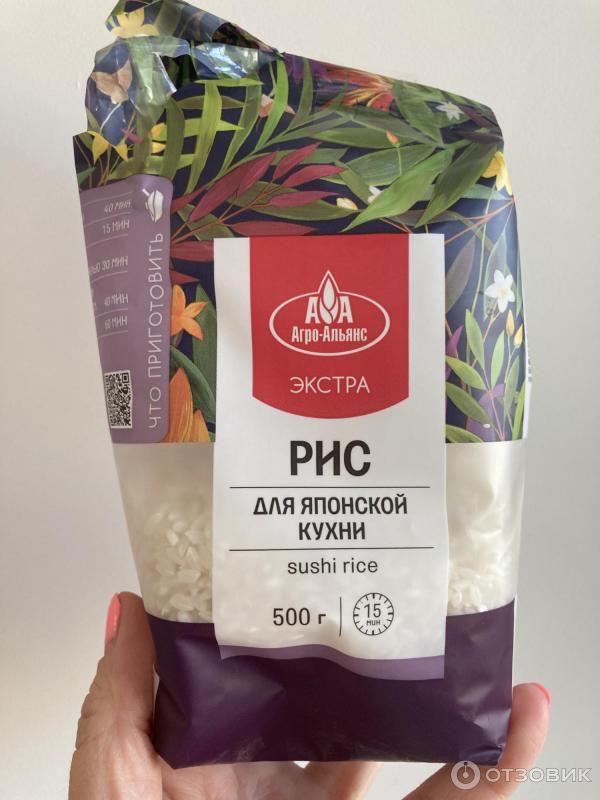 40 МИН
15 МИН
30 МИН
40 МИН
60 МИН
ЧТО ПРИГОТОВИТЬ
АА
Агро-Альянс
ЭКСТРА
РИС
ДЛЯ ЯПОНСКОЙ
КУХНИ
sushi rice
500 г
15
МИН
ОТЗОВИК